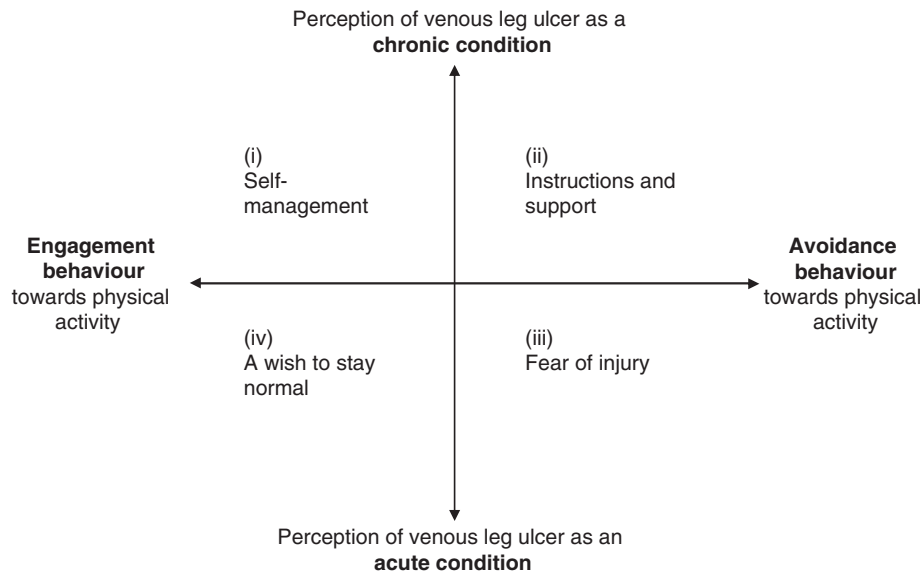 Perception of venous leg ulcer as a
chronic condition
(i)
Self-
management
(ii)
Instructions and
support
Engagement
behaviour
towards physical
activity
Avoidance
behaviour
towards physical
activity
(iv)
A wish to stay
normal
(iii)
Fear of injury
Perception of venous leg ulcer as an
acute condition